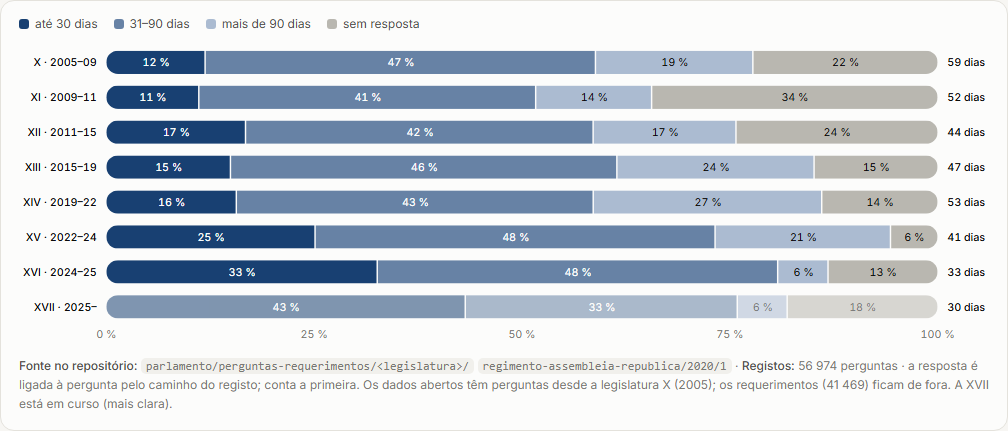 até 30 dias 31–90 dias mais de 90 dias sem resposta
X · 2005–09 12 % 47 % 19 % 22 % 59 dias
XI · 2009–11 11 % 41 % 14 % 34 % 52 dias
XII · 2011–15 17 % 42 % 17 % 24 % 44 dias
XIII · 2015–19 15 % 46 % 24 % 15 % 47 dias
XIV · 2019–22 16 % 43 % 27 % 14 % 53 dias
XV · 2022–24 25 % 48 % 21 % 6 % 41 dias
XVI · 2024–25 33 % 48 % 6 % 13 % 33 dias
XVII · 2025– 43 % 33 % 6 % 18 % 30 dias
0 % 25 % 50 % 75 % 100 %
Fonte no repositório: parlamento/perguntas-requerimentos/<legislatura>/ regimento-assembleia-republica/2020/1 · Registos: 56 974 perguntas · a resposta é
ligada à pergunta pelo caminho do registo; conta a primeira. Os dados abertos têm perguntas desde a legislatura X (2005); os requerimentos (41 469) ficam de fora. A XVII
está em curso (mais clara).